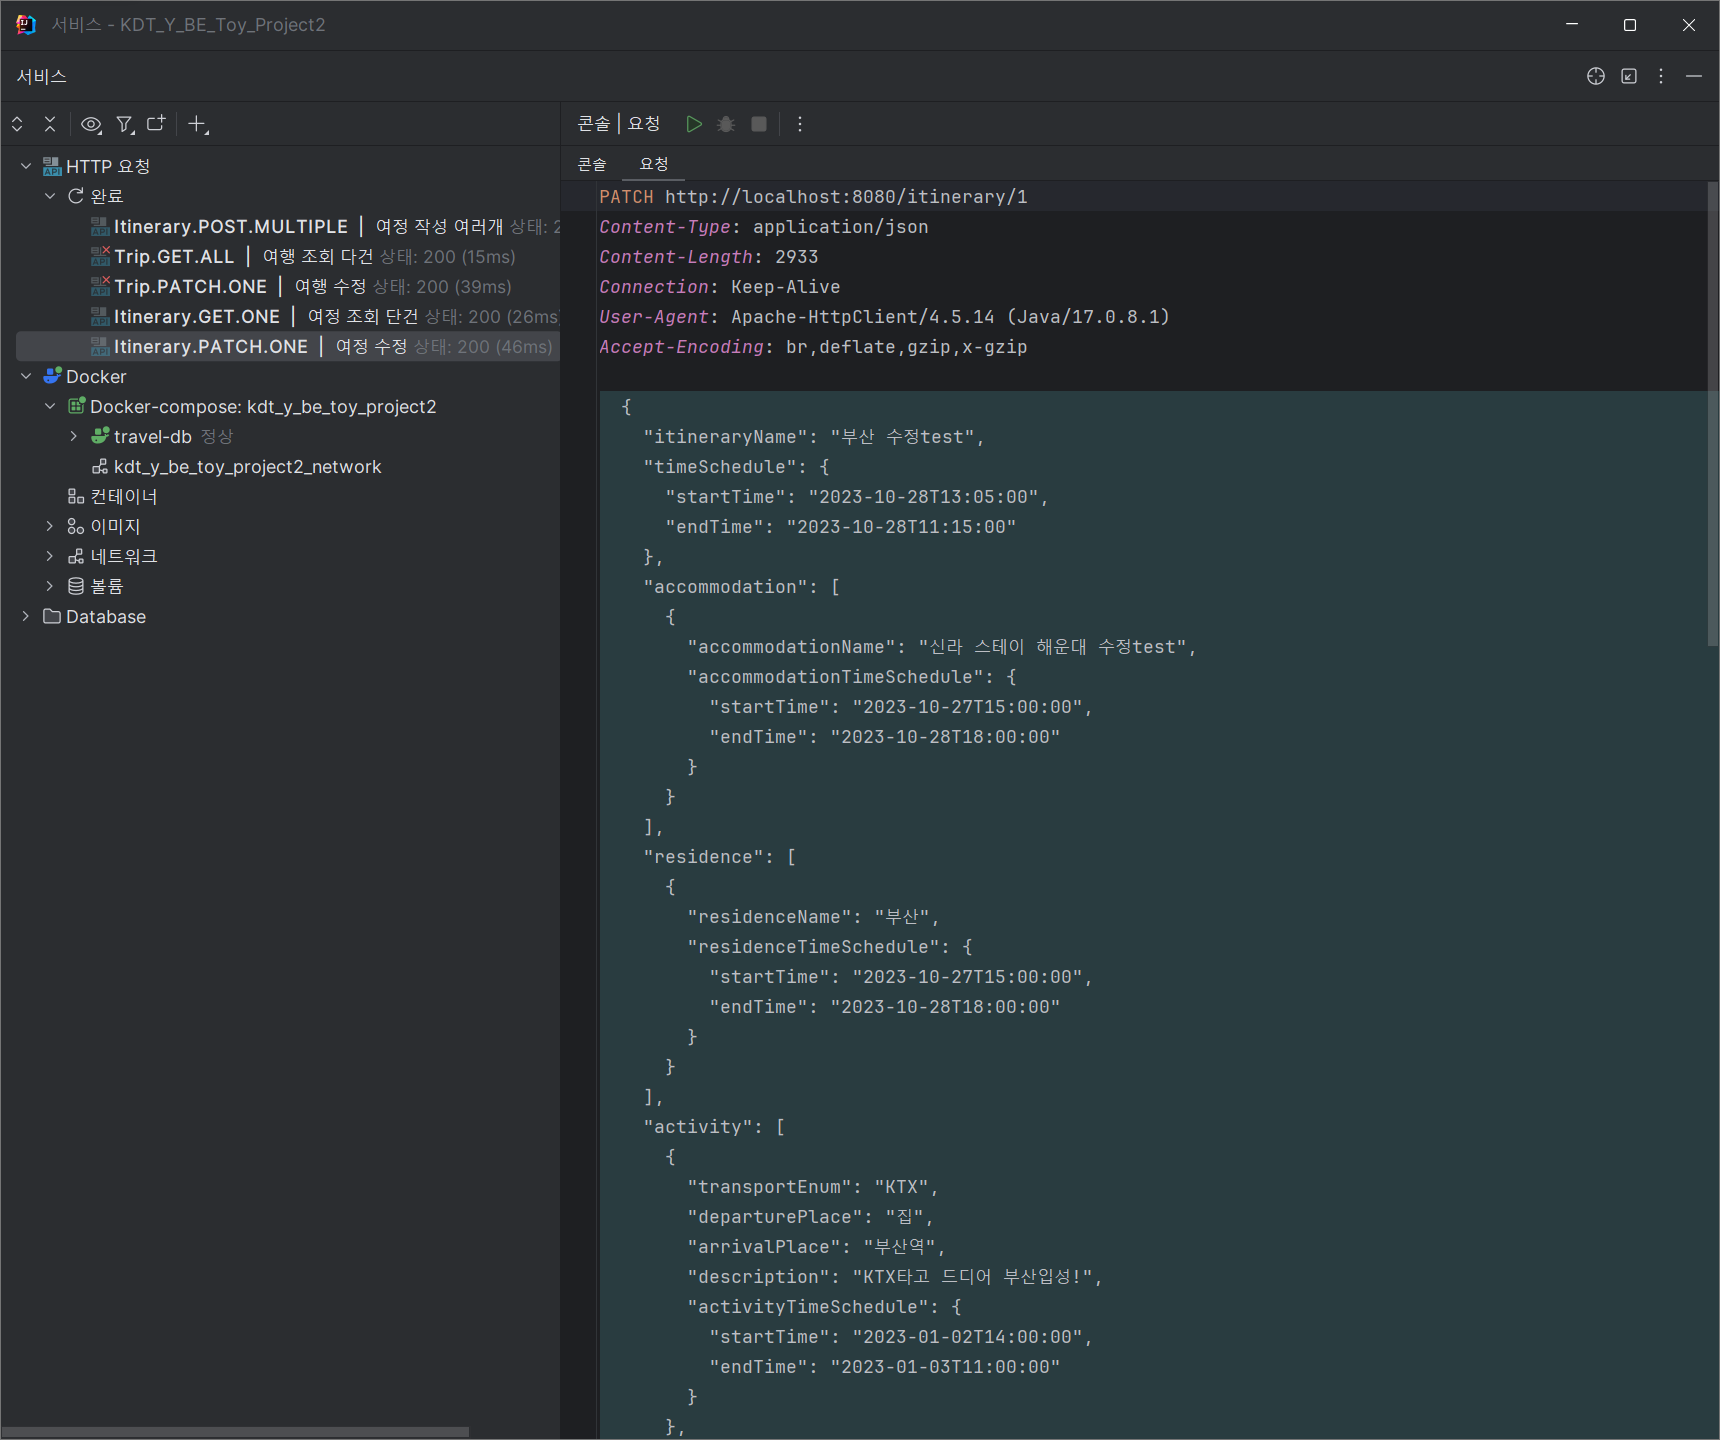 서비스 - KDT_Y_BE_Toy_Project2
서비스
콘솔 | 요청
HTTP 요청
완료
Itinerary.POST.MULTIPLE | 여정 작성 여러개 상태: 2
Trip.GET.ALL | 여행 조회 다건 상태: 200 (15ms)
Trip.PATCH.ONE | 여행 수정 상태: 200 (39ms)
Itinerary.GET.ONE | 여정 조회 단건 상태: 200 (26ms)
Itinerary.PATCH.ONE | 여정 수정 상태: 200 (46ms)
Docker
Docker-compose: kdt_y_be_toy_project2
travel-db 정상
kdt_y_be_toy_project2_network
컨테이너
이미지
네트워크
볼륨
Database
콘솔 요청
PATCH http://localhost:8080/itinerary/1
Content-Type: application/json
Content-Length: 2933
Connection: Keep-Alive
User-Agent: Apache-HttpClient/4.5.14 (Java/17.0.8.1)
Accept-Encoding: br,deflate,gzip,x-gzip
{
"itineraryName": "부산 수정test",
"timeSchedule": {
"startTime": "2023-10-28T13:05:00",
"endTime": "2023-10-28T11:15:00"
},
"accommodation": [
{
"accommodationName": "신라 스테이 해운대 수정test",
"accommodationTimeSchedule": {
"startTime": "2023-10-27T15:00:00",
"endTime": "2023-10-28T18:00:00"
}
}
],
"residence": [
{
"residenceName": "부산",
"residenceTimeSchedule": {
"startTime": "2023-10-27T15:00:00",
"endTime": "2023-10-28T18:00:00"
}
}
],
"activity": [
{
"transportEnum": "KTX",
"departurePlace": "집",
"arrivalPlace": "부산역",
"description": "KTX타고 드디어 부산입성!",
"activityTimeSchedule": {
"startTime": "2023-01-02T14:00:00",
"endTime": "2023-01-03T11:00:00"
}
},